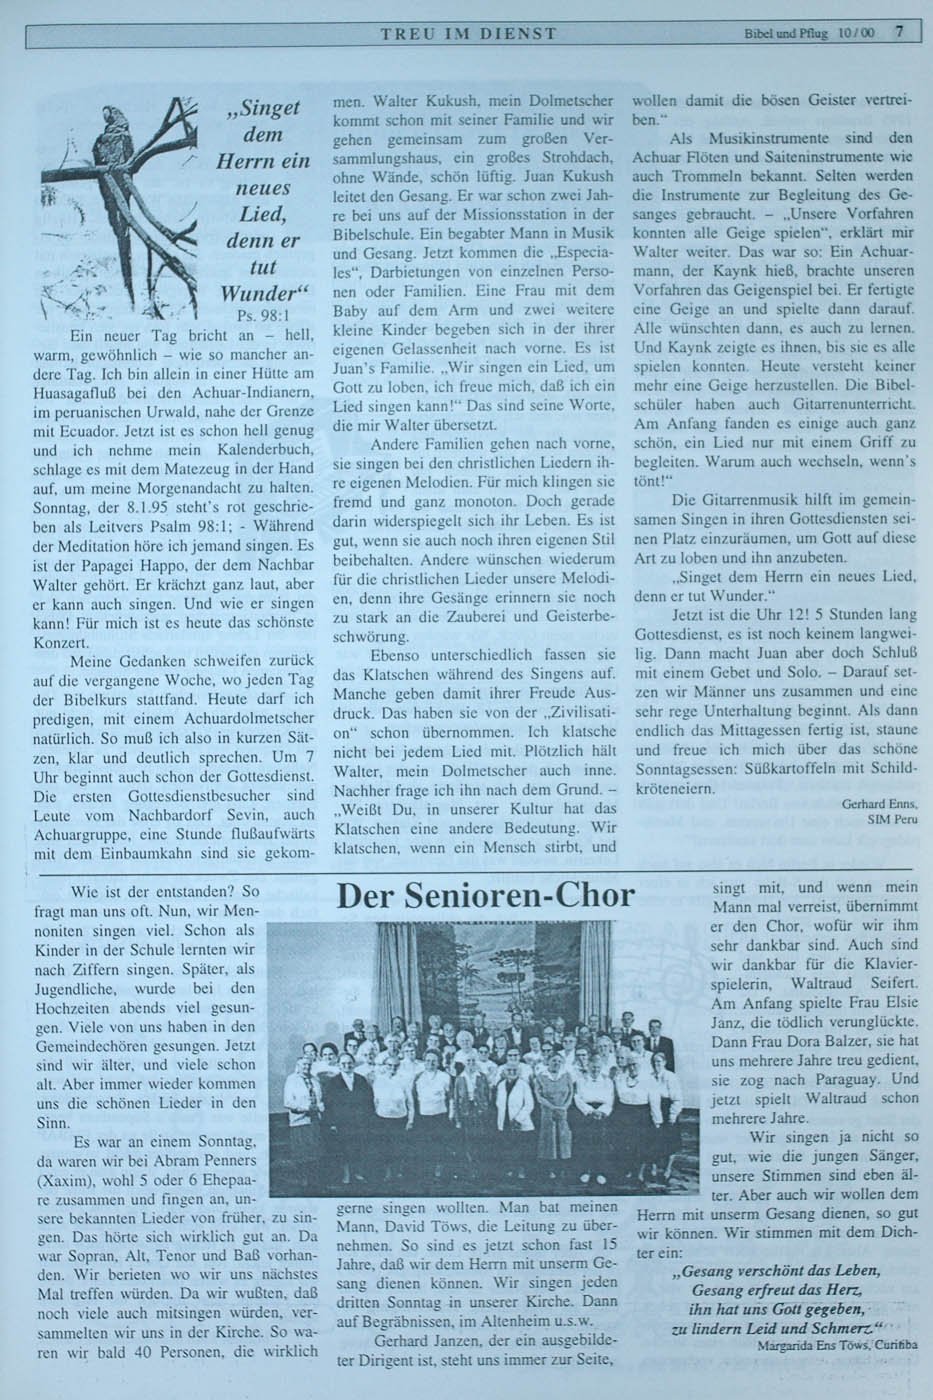 TREU IM DIENST
Bibel und Pflug 10/00 7
„Singet
dem
Herrn ein
neues
Lied,
denn er
tut
Wunder“
Ps. 98:1
Ein neuer Tag bricht an – hell,
warm, gewöhnlich – wie so mancher an-
dere Tag. Ich bin allein in einer Hütte am
Huasagafluß bei den Achuar-Indianern,
im peruanischen Urwald, nahe der Grenze
mit Ecuador. Jetzt ist es schon hell genug
und ich nehme mein Kalenderbuch,
schlage es mit dem Matezeug in der Hand
auf, um meine Morgenandacht zu halten.
Sonntag, der 8.1.95 steht's rot geschrie-
ben als Leitvers Psalm 98:1; - Während
der Meditation höre ich jemand singen. Es
ist der Papagei Happo, der dem Nachbar
Walter gehört. Er krächzt ganz laut, aber
er kann auch singen. Und wie er singen
kann! Für mich ist es heute das schönste
Konzert.
Meine Gedanken schweifen zurück
auf die vergangene Woche, wo jeden Tag
der Bibelkurs stattfand. Heute darf ich
predigen, mit einem Achuardolmetscher
natürlich. So muß ich also in kurzen Sät-
zen, klar und deutlich sprechen. Um 7
Uhr beginnt auch schon der Gottesdienst.
Die ersten Gottesdienstbesucher sind
Leute vom Nachbardorf Sevin, auch
Achuargruppe, eine Stunde flußaufwärts
mit dem Einbaumkahn sind sie gekom-
men. Walter Kukush, mein Dolmetscher
kommt schon mit seiner Familie und wir
gehen gemeinsam zum großen Ver-
sammlungshaus, ein großes Strohdach,
ohne Wände, schön lüftig. Juan Kukush
leitet den Gesang. Er war schon zwei Jah-
re bei uns auf der Missionsstation in der
Bibelschule. Ein begabter Mann in Musik
und Gesang. Jetzt kommen die „Especia-
les“, Darbietungen von einzelnen Perso-
nen oder Familien. Eine Frau mit dem
Baby auf dem Arm und zwei weitere
kleine Kinder begeben sich in der ihrer
eigenen Gelassenheit nach vorne. Es ist
Juan's Familie. „Wir singen ein Lied, um
Gott zu loben, ich freue mich, daß ich ein
Lied singen kann!“ Das sind seine Worte,
die mir Walter übersetzt.
Andere Familien gehen nach vorne,
sie singen bei den christlichen Liedern ih-
re eigenen Melodien. Für mich klingen sie
fremd und ganz monoton. Doch gerade
darin widerspiegelt sich ihr Leben. Es ist
gut, wenn sie auch noch ihren eigenen Stil
beibehalten. Andere wünschen wiederum
für die christlichen Lieder unsere Melodi-
en, denn ihre Gesänge erinnern sie noch
zu stark an die Zauberei und Geisterbe-
schwörung.
Ebenso unterschiedlich fassen sie
das Klatschen während des Singens auf.
Manche geben damit ihrer Freude Aus-
druck. Das haben sie von der „Zivilisati-
on“ schon übernommen. Ich klatsche
nicht bei jedem Lied mit. Plötzlich hält
Walter, mein Dolmetscher auch inne.
Nachher frage ich ihn nach dem Grund. –
„Weißt Du, in unserer Kultur hat das
Klatschen eine andere Bedeutung. Wir
klatschen, wenn ein Mensch stirbt, und
wollen damit die bösen Geister vertrei-
ben.“
Als Musikinstrumente sind den
Achuar Flöten und Saiteninstrumente wie
auch Trommeln bekannt. Selten werden
die Instrumente zur Begleitung des Ge-
sanges gebraucht. – „Unsere Vorfahren
konnten alle Geige spielen“, erklärt mir
Walter weiter. Das war so: Ein Achuar-
mann, der Kaynk hieß, brachte unseren
Vorfahren das Geigenspiel bei. Er fertigte
eine Geige an und spielte dann darauf.
Alle wünschten dann, es auch zu lernen.
Und Kaynk zeigte es ihnen, bis sie es alle
spielen konnten. Heute versteht keiner
mehr eine Geige herzustellen. Die Bibel-
schüler haben auch Gitarrenunterricht.
Am Anfang fanden es einige auch ganz
schön, ein Lied nur mit einem Griff zu
begleiten. Warum auch wechseln, wenn's
tönt!“
Die Gitarrenmusik hilft im gemein-
samen Singen in ihren Gottesdiensten sei-
nen Platz einzuräumen, um Gott auf diese
Art zu loben und ihn anzubeten.
„Singet dem Herrn ein neues Lied,
denn er tut Wunder.“
Jetzt ist die Uhr 12! 5 Stunden lang
Gottesdienst, es ist noch keinem langwei-
lig. Dann macht Juan aber doch Schluß
mit einem Gebet und Solo. – Darauf set-
zen wir Männer uns zusammen und eine
sehr rege Unterhaltung beginnt. Als dann
endlich das Mittagessen fertig ist, staune
und freue ich mich über das schöne
Sonntagsessen: Süßkartoffeln mit Schild-
kröteneiern.
Gerhard Enns,
SIM Peru
Der Senioren-Chor
Wie ist der entstanden? So
fragt man uns oft. Nun, wir Men-
noniten singen viel. Schon als
Kinder in der Schule lernten wir
nach Ziffern singen. Später, als
Jugendliche, wurde bei den
Hochzeiten abends viel gesun-
gen. Viele von uns haben in den
Gemeindechören gesungen. Jetzt
sind wir älter, und viele schon
alt. Aber immer wieder kommen
uns die schönen Lieder in den
Sinn.
Es war an einem Sonntag,
da waren wir bei Abram Penners
(Xaxim), wohl 5 oder 6 Ehepaa-
re zusammen und fingen an, un-
sere bekannten Lieder von früher, zu sin-
gen. Das hörte sich wirklich gut an. Da
war Sopran, Alt, Tenor und Baß vorhan-
den. Wir berieten wo wir uns nächstes
Mal treffen würden. Da wir wußten, daß
noch viele auch mitsingen würden, ver-
sammelten wir uns in der Kirche. So wa-
ren wir bald 40 Personen, die wirklich
gerne singen wollten. Man bat meinen
Mann, David Töws, die Leitung zu über-
nehmen. So sind es jetzt schon fast 15
Jahre, daß wir dem Herrn mit unserm Ge-
sang dienen können. Wir singen jeden
dritten Sonntag in unserer Kirche. Dann
auf Begräbnissen, im Altenheim u.s.w.
Gerhard Janzen, der ein ausgebilde-
ter Dirigent ist, steht uns immer zur Seite,
singt mit, und wenn mein
Mann mal verreist, übernimmt
er den Chor, wofür wir ihm
sehr dankbar sind. Auch sind
wir dankbar für die Klavier-
spielerin, Waltraud Seifert.
Am Anfang spielte Frau Elsie
Janz, die tödlich verunglückte.
Dann Frau Dora Balzer, sie hat
uns mehrere Jahre treu gedient,
sie zog nach Paraguay. Und
jetzt spielt Waltraud schon
mehrere Jahre.
Wir singen ja nicht so
gut, wie die jungen Sänger,
unsere Stimmen sind eben äl-
ter. Aber auch wir wollen dem
Herrn mit unserm Gesang dienen, so gut
wir können. Wir stimmen mit dem Dich-
ter ein:
„Gesang verschönt das Leben,
Gesang erfreut das Herz,
ihn hat uns Gott gegeben,
zu lindern Leid und Schmerz.“
Margarida Ens Töws, Curitiba